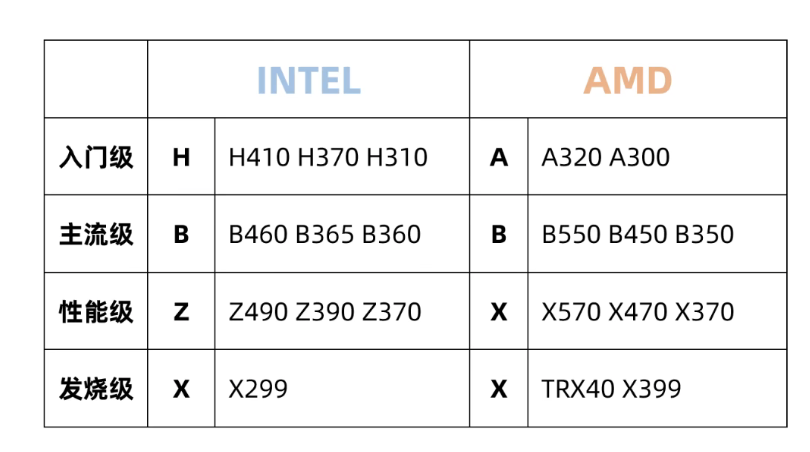 INTEL AMD
入门级 H H410 H370 H310 A A320 A300
主流级 B B460 B365 B360 B B550 B450 B350
性能级 Z Z490 Z390 Z370 X X570 X470 X370
发烧级 X X299 X TRX40 X399